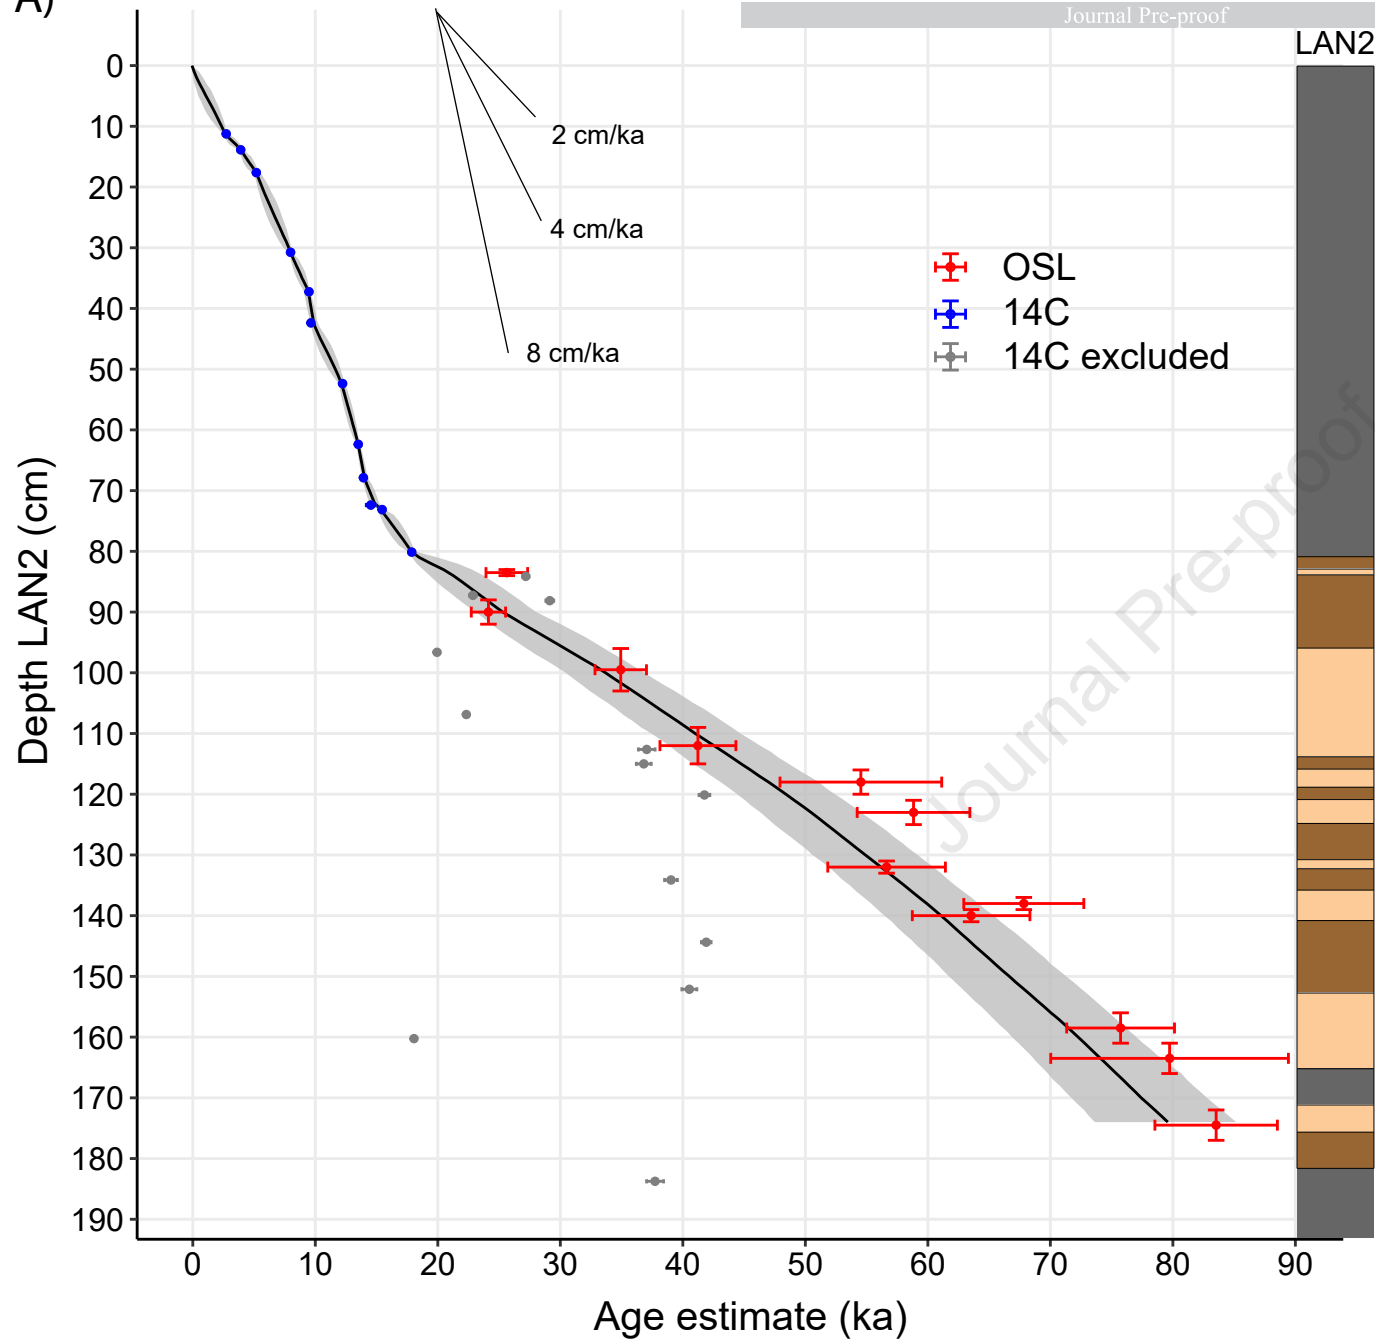 A)
Journal Pre-proof
LAN2
2 cm/ka
4 cm/ka
8 cm/ka
OSL
14C
14C excluded
Journal Pre-proof
Depth LAN2 (cm)
0
10
20
30
40
50
60
70
80
90
100
110
120
130
140
150
160
170
180
190
0 10 20 30 40 50 60 70 80 90
Age estimate (ka)